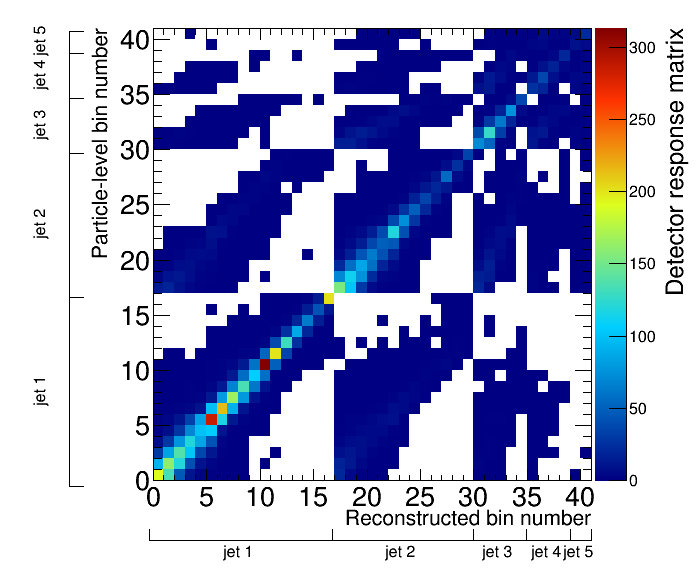 Particle-level bin number
jet 5
jet 4
jet 3
jet 2
jet 1
40
35
30
25
20
15
10
5
0
0 5 10 15 20 25 30 35 40
Reconstructed bin number
jet 1 jet 2 jet 3 jet 4 jet 5
300
250
200
150
100
50
0
Detector response matrix